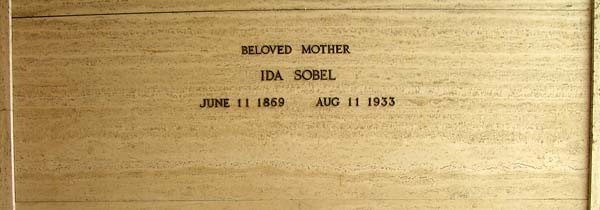 BELOVED MOTHER
IDA SOBEL
JUNE 11 1869 AUG 11 1933